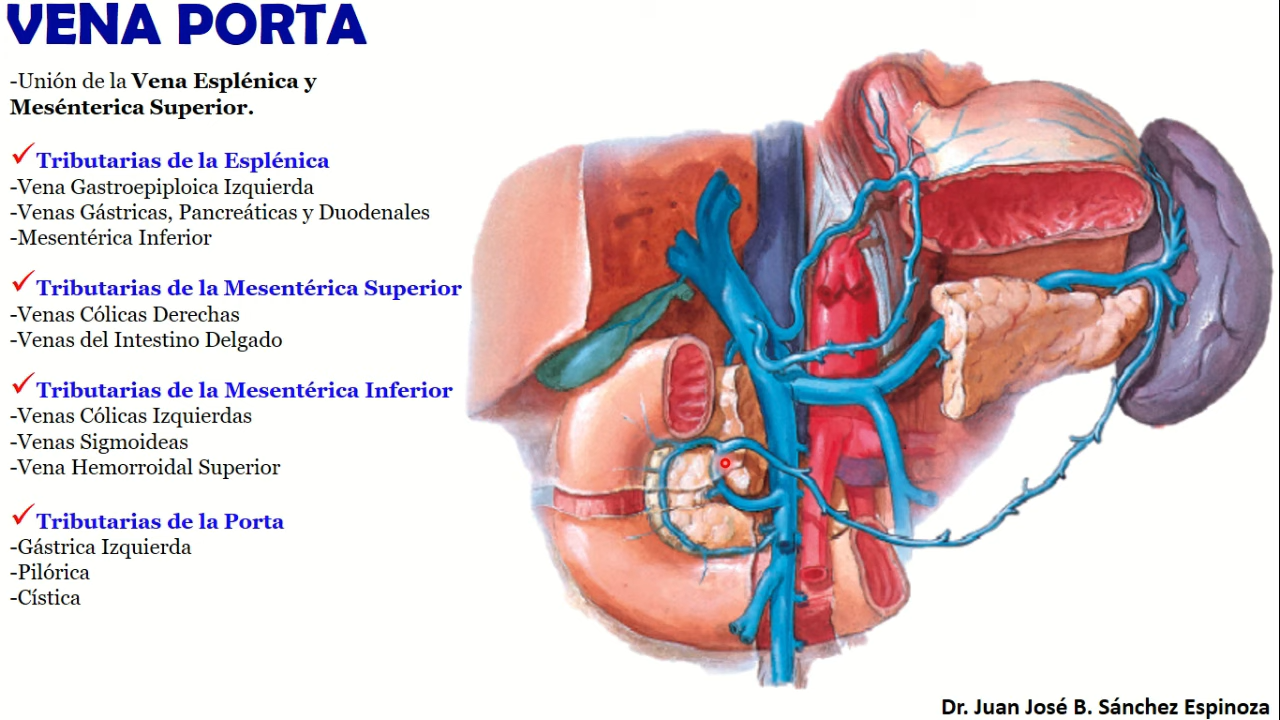 VENA PORTA
-Unión de la Vena Esplénica y
Mesénterica Superior.
✓Tributarias de la Esplénica
-Vena Gastroepiploica Izquierda
-Venas Gástricas, Pancreáticas y Duodenales
-Mesentérica Inferior
✓Tributarias de la Mesentérica Superior
-Venas Cólicas Derechas
-Venas del Intestino Delgado
✓Tributarias de la Mesentérica Inferior
-Venas Cólicas Izquierdas
-Venas Sigmoideas
-Vena Hemorroidal Superior
✓Tributarias de la Porta
-Gástrica Izquierda
-Pilórica
-Cística
Dr. Juan José B. Sánchez Espinoza